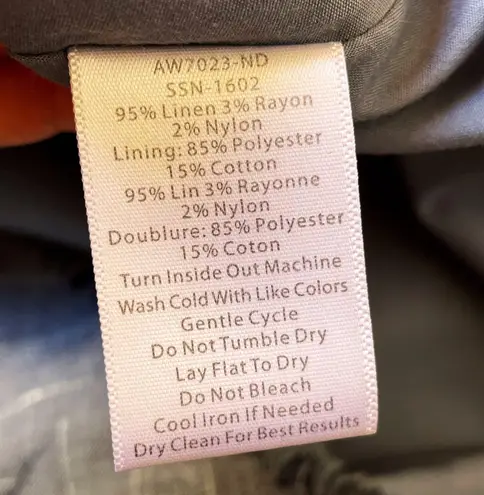 AW7023-ND
SSN-1602
95% Linen 3% Rayon
2% Nylon
Lining: 85% Polyester
15% Cotton
95% Lin 3% Rayonne
2% Nylon
Doublure: 85% Polyester
15% Coton
Turn Inside Out Machine
Wash Cold With Like Colors
Gentle Cycle
Do Not Tumble Dry
Lay Flat To Dry
Do Not Bleach
Cool Iron If Needed
Dry Clean For Best Results